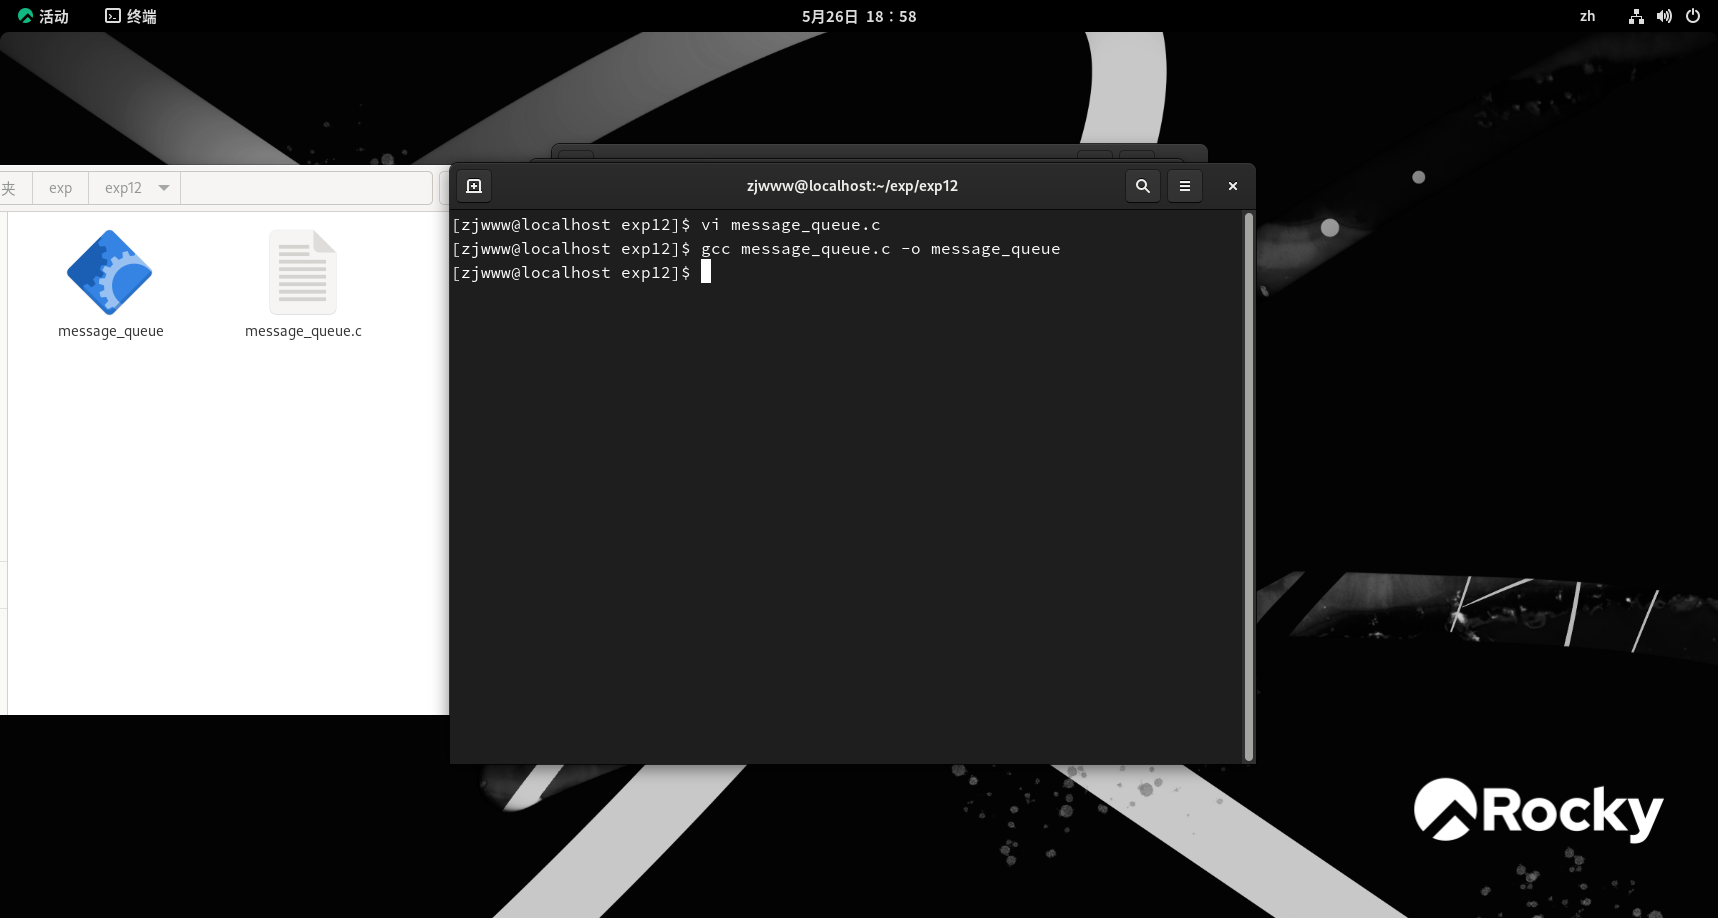 活动
终端
5月26日 18：58
zh
夹
exp
exp12
message_queue
message_queue.c
zjwww@localhost:~/exp/exp12
[zjwww@localhost exp12]$ vi message_queue.c
[zjwww@localhost exp12]$ gcc message_queue.c -o message_queue
[zjwww@localhost exp12]$
Rocky